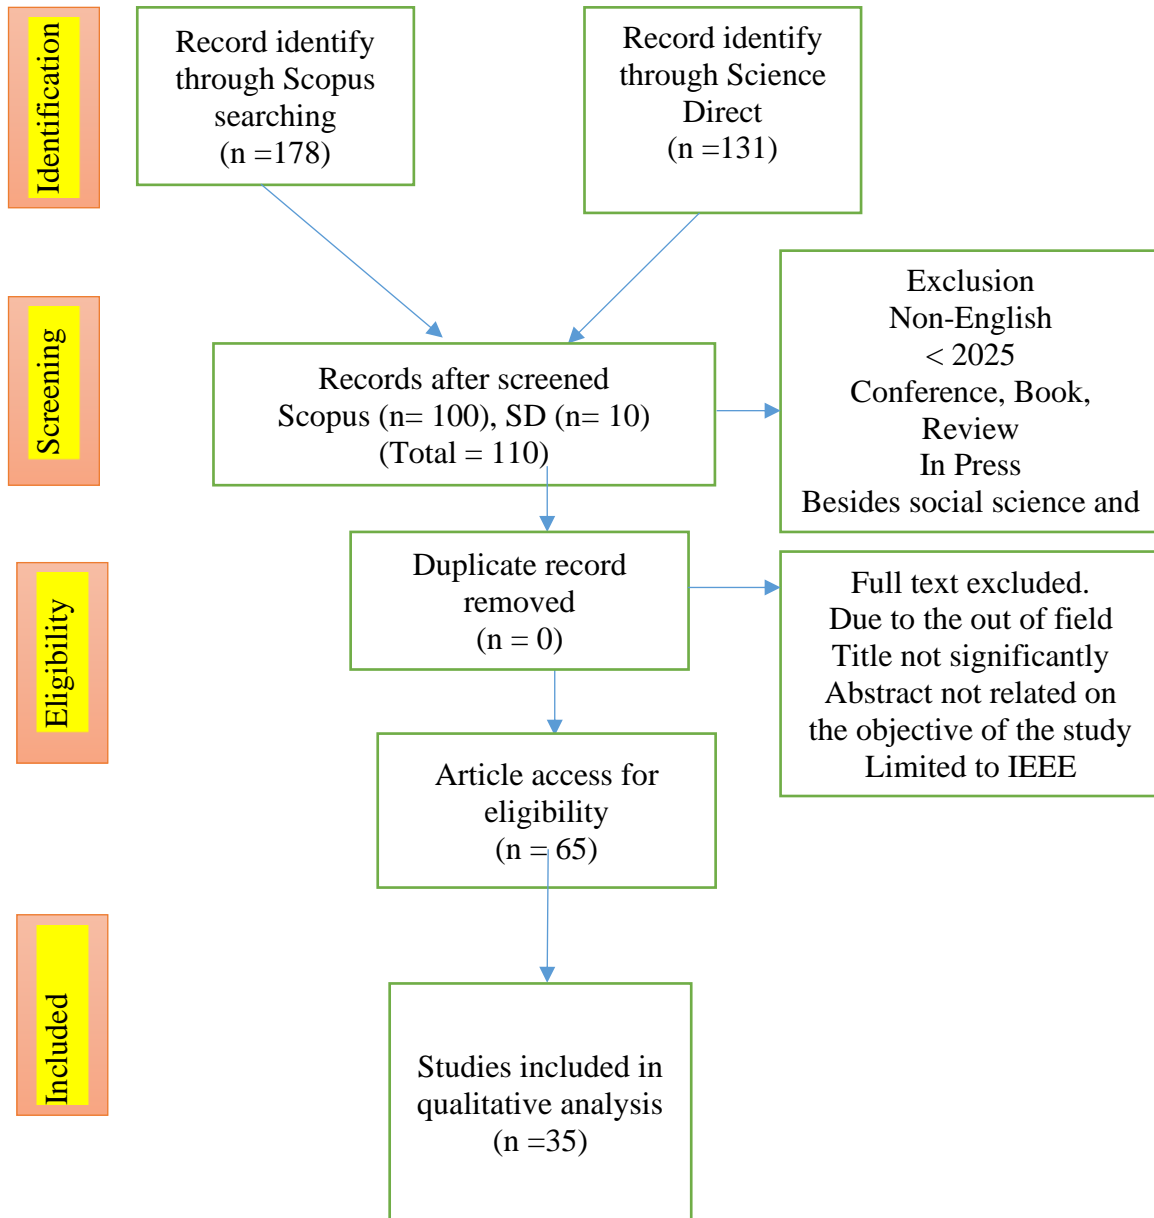 Identification
Record identify
through Scopus
searching
(n =178)
Record identify
through Science
Direct
(n =131)
Screening
Records after screened
Scopus (n= 100), SD (n= 10)
(Total = 110)
Exclusion
Non-English
< 2025
Conference, Book,
Review
In Press
Besides social science and
Eligibility
Duplicate record
removed
(n = 0)
Full text excluded.
Due to the out of field
Title not significantly
Abstract not related on
the objective of the study
Limited to IEEE
Article access for
eligibility
(n = 65)
Included
Studies included in
qualitative analysis
(n =35)